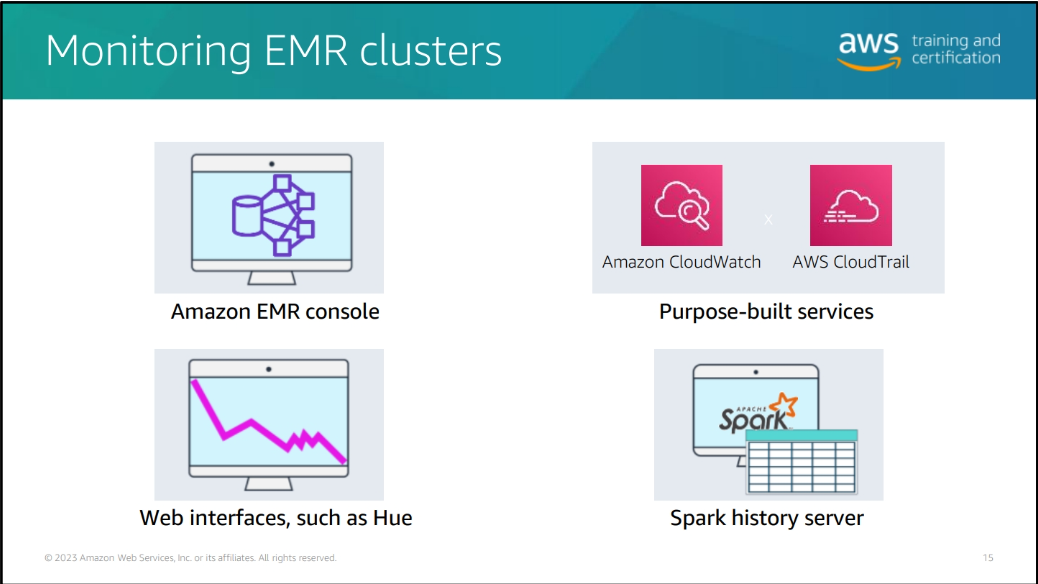 Monitoring EMR clusters
aws training and
certification
x
Amazon CloudWatch
AWS CloudTrail
Amazon EMR console
Purpose-built services
APACHE
Spark
Web interfaces, such as Hue
Spark history server
© 2023 Amazon Web Services, Inc. or its affiliates. All rights reserved.
15